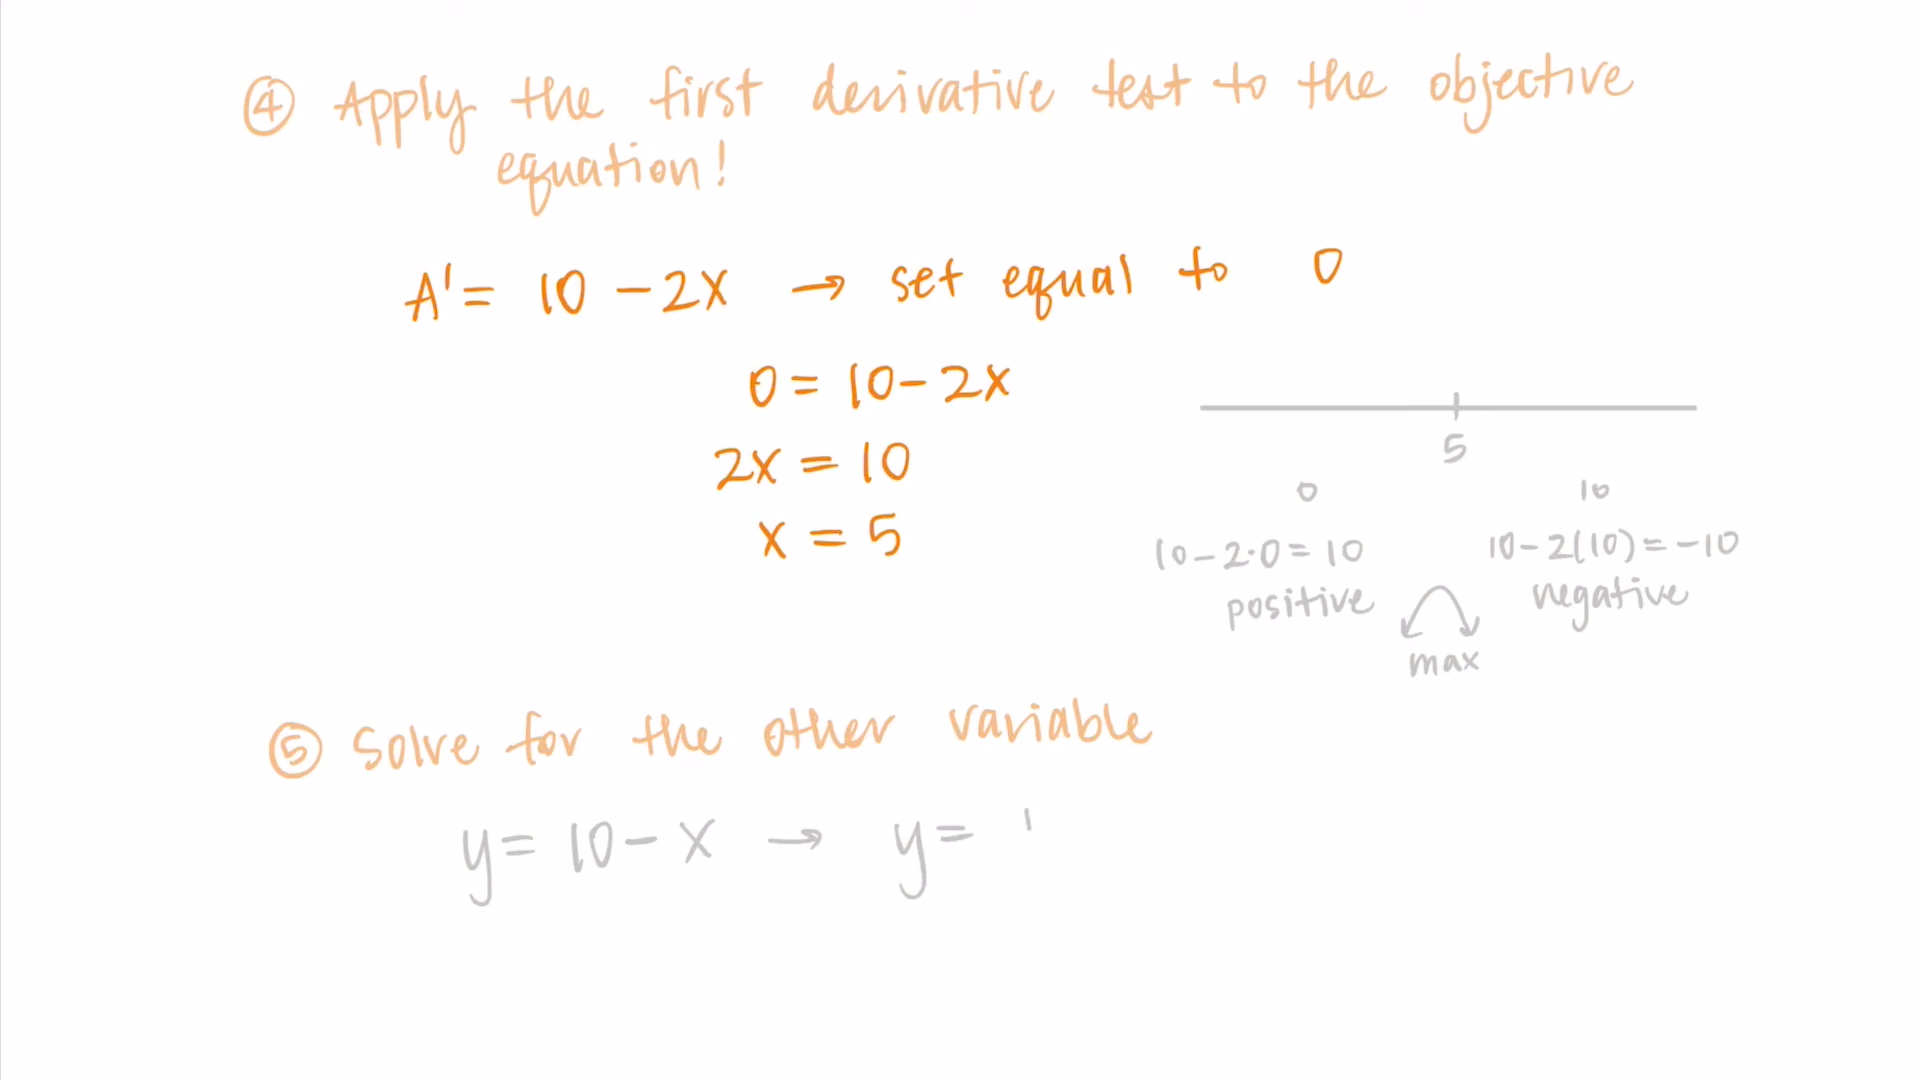 ④ Apply the first derivative test to the objective
equation!
A' = 10 - 2x → set equal to 0
0 = 10 - 2x
2x = 10
x = 5
5
0 10
10 - 2·0 = 10 10 - 2(10) = -10
positive negative
max
⑤ Solve for the other variable
y = 10 - x → y =